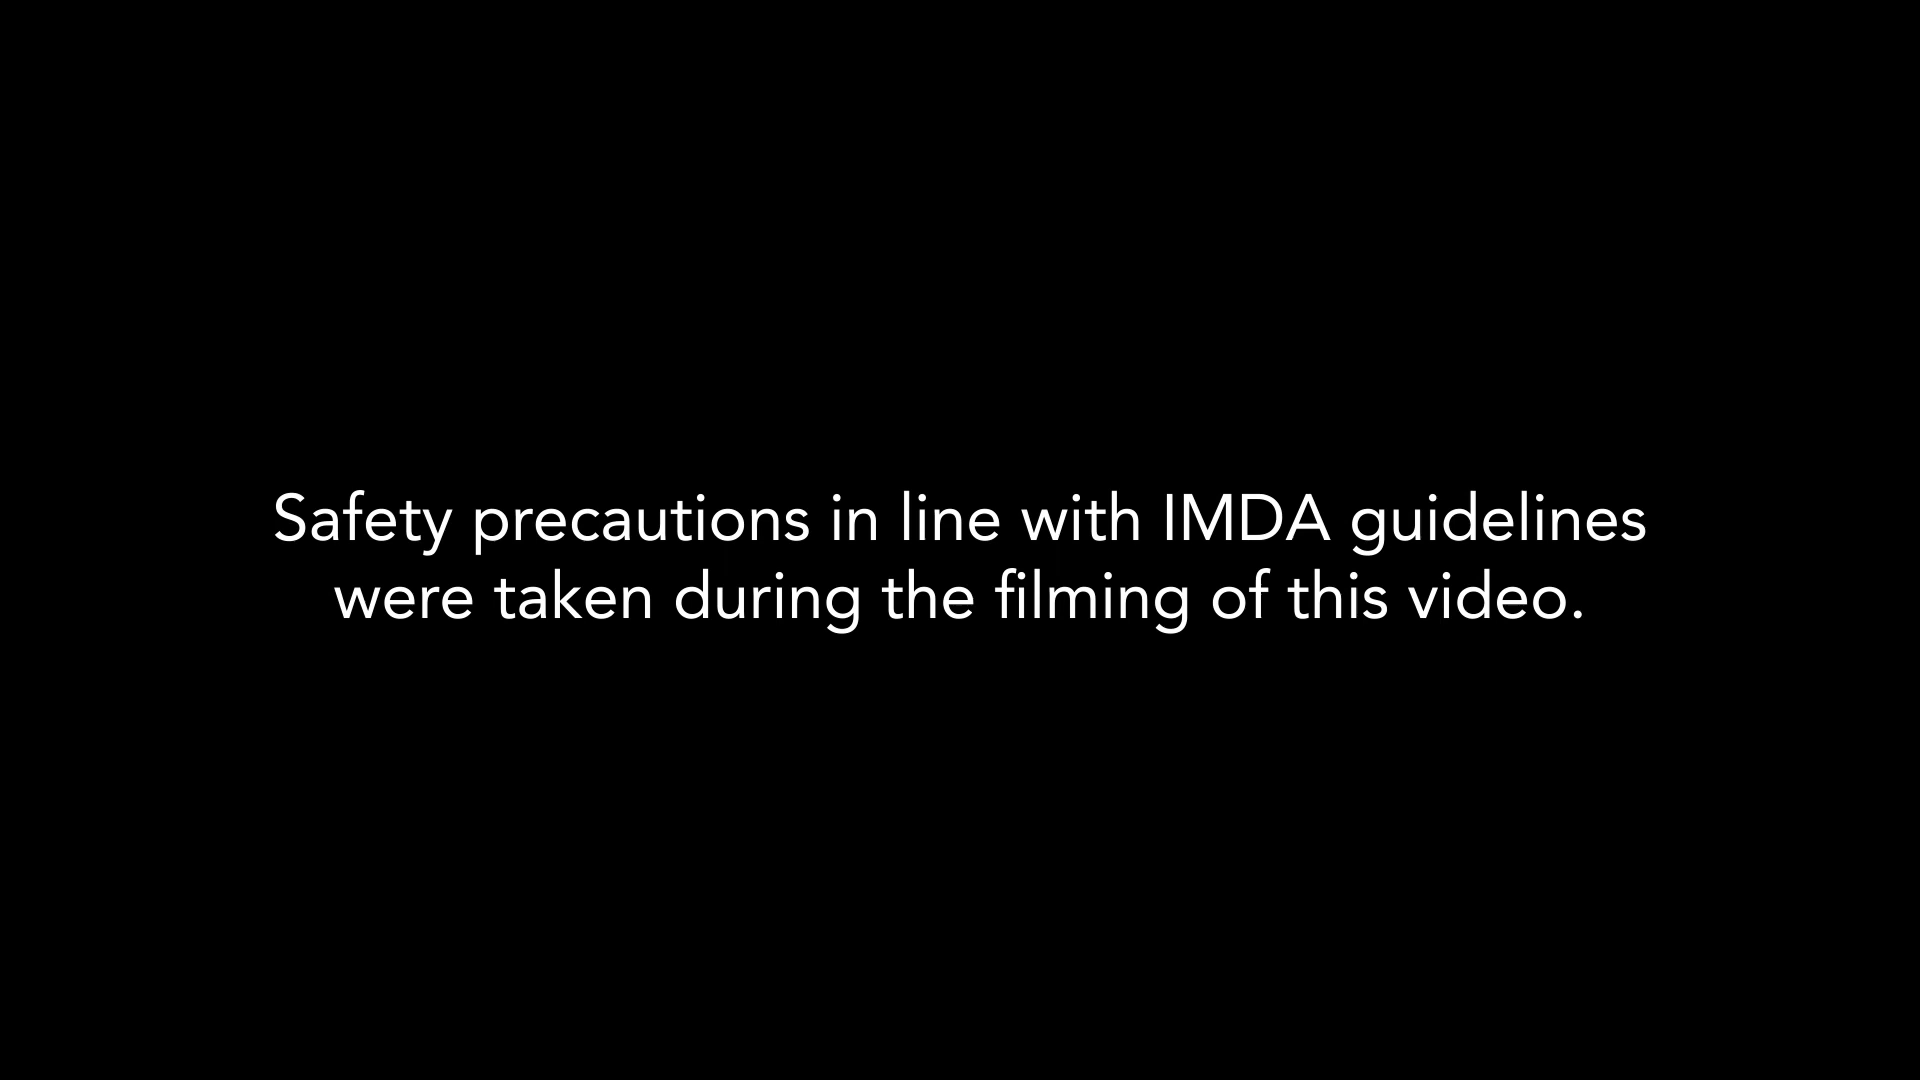 Safety precautions in line with IMDA guidelines
were taken during the filming of this video.